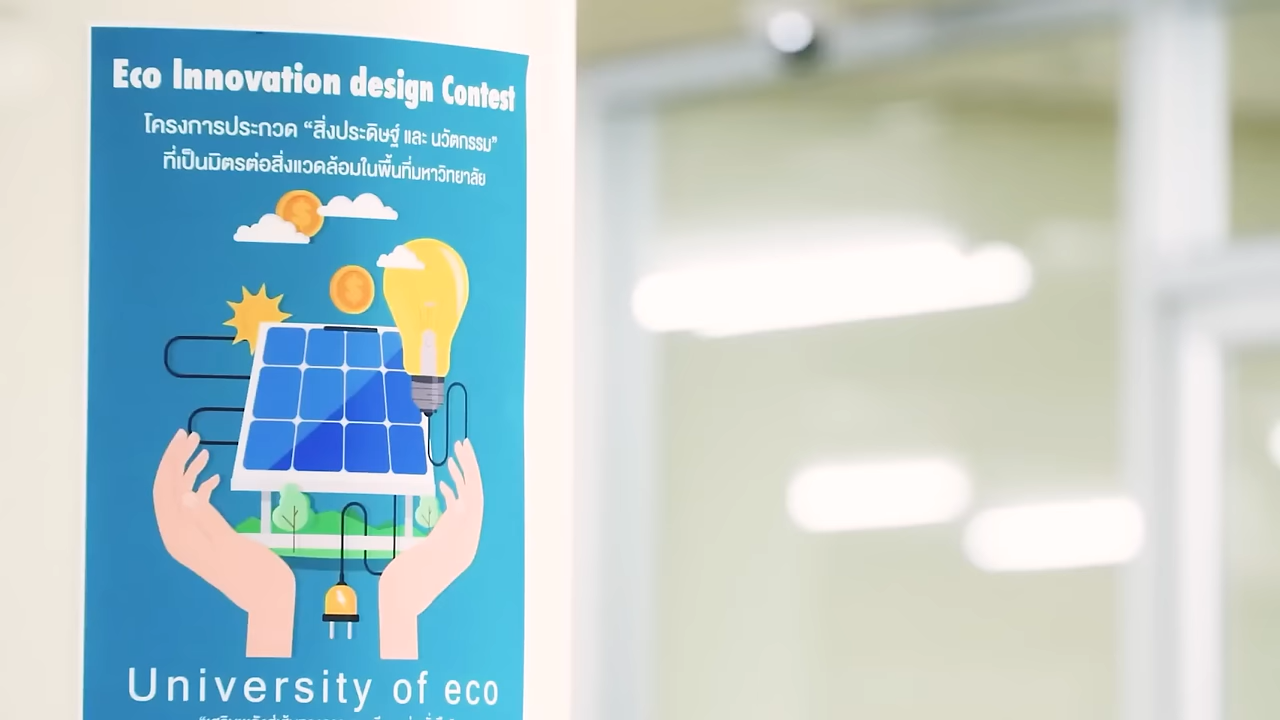 Eco Innovation design Contest
โครงการประกวด “สิ่งประดิษฐ์ และ นวัตกรรม”
ที่เป็นมิตรต่อสิ่งแวดล้อมในพื้นที่มหาวิทยาลัย
University of eco